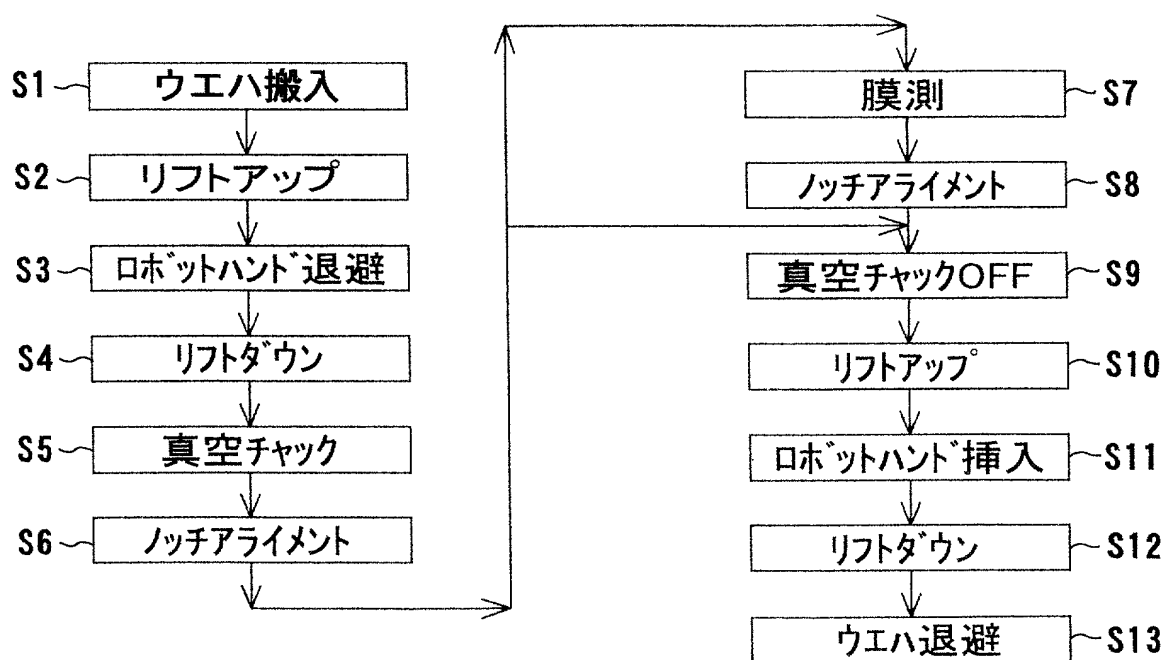 S1 ウエハ搬入
S2 リフトアップ
S3 ロボットハンド退避
S4 リフトダウン
S5 真空チャック
S6 ノッチアライメント
膜測 S7
ノッチアライメント S8
真空チャックOFF S9
リフトアップ S10
ロボットハンド挿入 S11
リフトダウン S12
ウエハ退避 S13